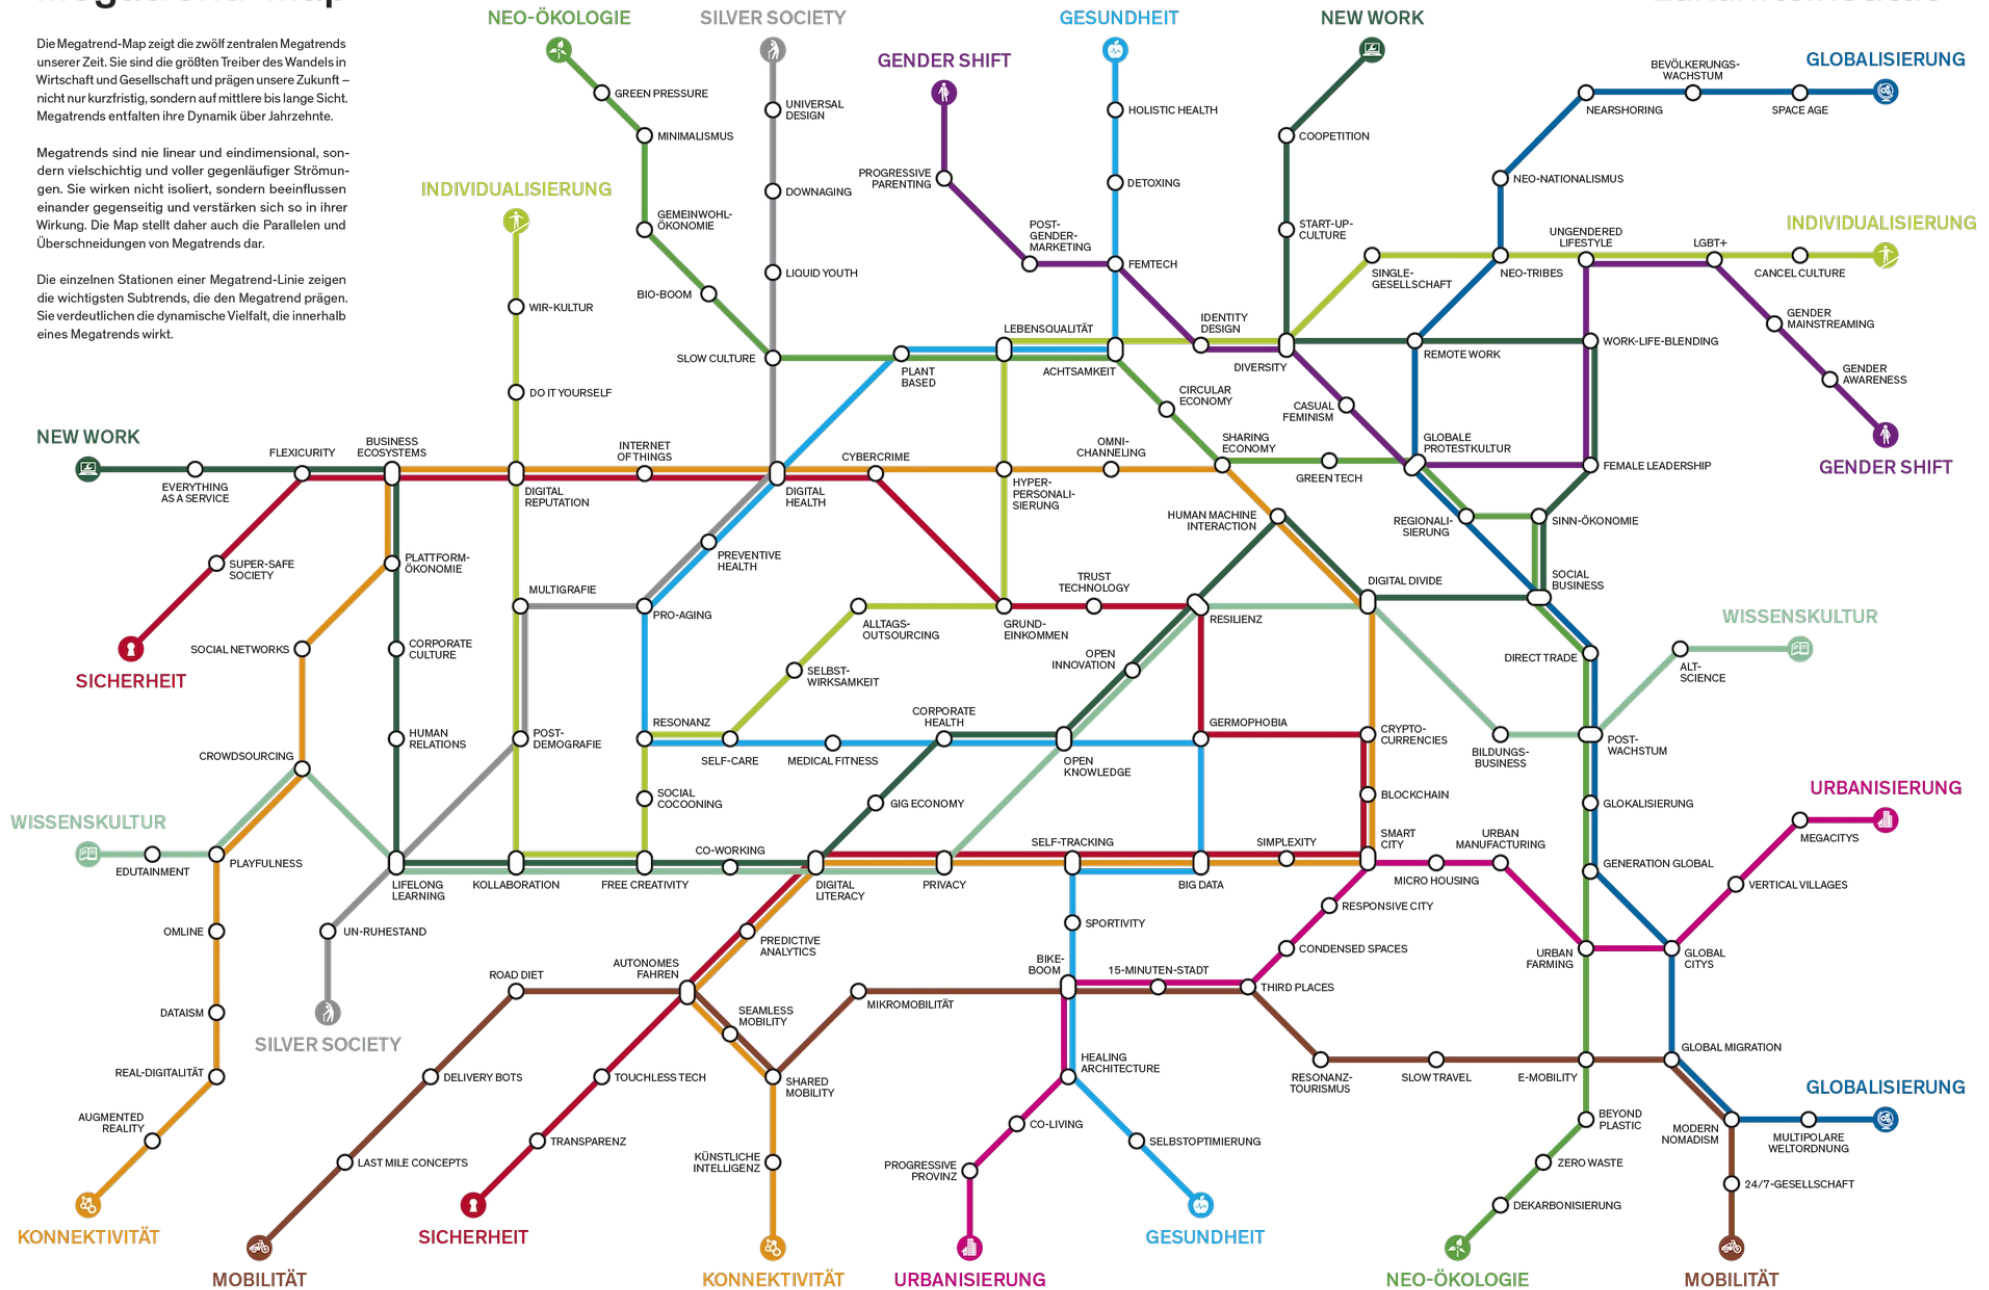 Megatrend-Map
Die Megatrend-Map zeigt die zwölf zentralen Megatrends
unserer Zeit. Sie sind die größten Treiber des Wandels in
Wirtschaft und Gesellschaft und prägen unsere Zukunft –
nicht nur kurzfristig, sondern auf mittlere bis lange Sicht.
Megatrends entfalten ihre Dynamik über Jahrzehnte.
Megatrends sind nie linear und eindimensional, son-
dern vielschichtig und voller gegenläufiger Strömun-
gen. Sie wirken nicht isoliert, sondern beeinflussen
einander gegenseitig und verstärken sich so in ihrer
Wirkung. Die Map stellt daher auch die Parallelen und
Überschneidungen von Megatrends dar.
Die einzelnen Stationen einer Megatrend-Linie zeigen
die wichtigsten Subtrends, die den Megatrend prägen.
Sie verdeutlichen die dynamische Vielfalt, die innerhalb
eines Megatrends wirkt.
NEO-ÖKOLOGIE
SILVER SOCIETY
GESUNDHEIT
NEW WORK
GENDER SHIFT
GLOBALISIERUNG
BEVÖLKERUNGS-
WACHSTUM
GREEN PRESSURE
UNIVERSAL
DESIGN
HOLISTIC HEALTH
NEARSHORING
SPACE AGE
MINIMALISMUS
COOPETITION
PROGRESSIVE
PARENTING
DETOXING
NEO-NATIONALISMUS
INDIVIDUALISIERUNG
DOWNAGING
GEMEINWOHL-
ÖKONOMIE
POST-
GENDER-
MARKETING
START-UP-
CULTURE
INDIVIDUALISIERUNG
UNGENDERED
LIFESTYLE
LGBT+
LIQUID YOUTH
FEMTECH
SINGLE-
GESELLSCHAFT
NEO-TRIBES
CANCEL CULTURE
BIO-BOOM
WIR-KULTUR
LEBENSQUALITÄT
IDENTITY
DESIGN
GENDER
MAINSTREAMING
SLOW CULTURE
PLANT
BASED
ACHTSAMKEIT
DIVERSITY
REMOTE WORK
WORK-LIFE-BLENDING
DO IT YOURSELF
CIRCULAR
ECONOMY
CASUAL
FEMINISM
GENDER
AWARENESS
NEW WORK
FLEXICURITY
BUSINESS
ECOSYSTEMS
INTERNET
OF THINGS
CYBERCRIME
OMNI-
CHANNELING
SHARING
ECONOMY
GLOBALE
PROTESTKULTUR
GENDER SHIFT
EVERYTHING
AS A SERVICE
DIGITAL
REPUTATION
DIGITAL
HEALTH
HYPER-
PERSONALI-
SIERUNG
GREEN TECH
FEMALE LEADERSHIP
HUMAN MACHINE
INTERACTION
REGIONALI-
SIERUNG
SINN-ÖKONOMIE
SUPER-SAFE
SOCIETY
PLATTFORM-
ÖKONOMIE
PREVENTIVE
HEALTH
MULTIGRAFIE
PRO-AGING
TRUST
TECHNOLOGY
DIGITAL DIVIDE
SOCIAL
BUSINESS
ALLTAGS-
OUTSOURCING
GRUND-
EINKOMMEN
RESILIENZ
WISSENSKULTUR
SOCIAL NETWORKS
CORPORATE
CULTURE
SELBST-
WIRKSAMKEIT
OPEN
INNOVATION
DIRECT TRADE
ALT-
SCIENCE
SICHERHEIT
CROWDSOURCING
HUMAN
RELATIONS
POST-
DEMOGRAFIE
RESONANZ
SELF-CARE
MEDICAL FITNESS
CORPORATE
HEALTH
OPEN
KNOWLEDGE
GERMOPHOBIA
CRYPTO-
CURRENCIES
BILDUNGS-
BUSINESS
POST-
WACHSTUM
SOCIAL
COCOONING
GIG ECONOMY
BLOCKCHAIN
GLOKALISIERUNG
URBANISIERUNG
WISSENSKULTUR
MEGACITYS
EDUTAINMENT
PLAYFULNESS
CO-WORKING
SELF-TRACKING
SIMPLEXITY
SMART
CITY
URBAN
MANUFACTURING
GENERATION GLOBAL
LIFELONG
LEARNING
KOLLABORATION
FREE CREATIVITY
DIGITAL
LITERACY
PRIVACY
BIG DATA
MICRO HOUSING
VERTICAL VILLAGES
RESPONSIVE CITY
OMLINE
UN-RUHESTAND
PREDICTIVE
ANALYTICS
SPORTIVITY
CONDENSED SPACES
URBAN
FARMING
GLOBAL
CITYS
ROAD DIET
AUTONOMES
FAHREN
BIKE-
BOOM
15-MINUTEN-STADT
THIRD PLACES
DATAISM
MIKROMOBILITÄT
SEAMLESS
MOBILITY
SILVER SOCIETY
REAL-DIGITALITÄT
DELIVERY BOTS
TOUCHLESS TECH
SHARED
MOBILITY
HEALING
ARCHITECTURE
RESONANZ-
TOURISMUS
SLOW TRAVEL
E-MOBILITY
GLOBAL MIGRATION
GLOBALISIERUNG
AUGMENTED
REALITY
TRANSPARENZ
CO-LIVING
SELBSTOPTIMIERUNG
BEYOND
PLASTIC
MODERN
NOMADISM
MULTIPOLARE
WELTORDNUNG
LAST MILE CONCEPTS
KÜNSTLICHE
INTELLIGENZ
PROGRESSIVE
PROVINZ
ZERO WASTE
24/7-GESELLSCHAFT
DEKARBONISIERUNG
KONNEKTIVITÄT
SICHERHEIT
GESUNDHEIT
MOBILITÄT
KONNEKTIVITÄT
URBANISIERUNG
NEO-ÖKOLOGIE
MOBILITÄT